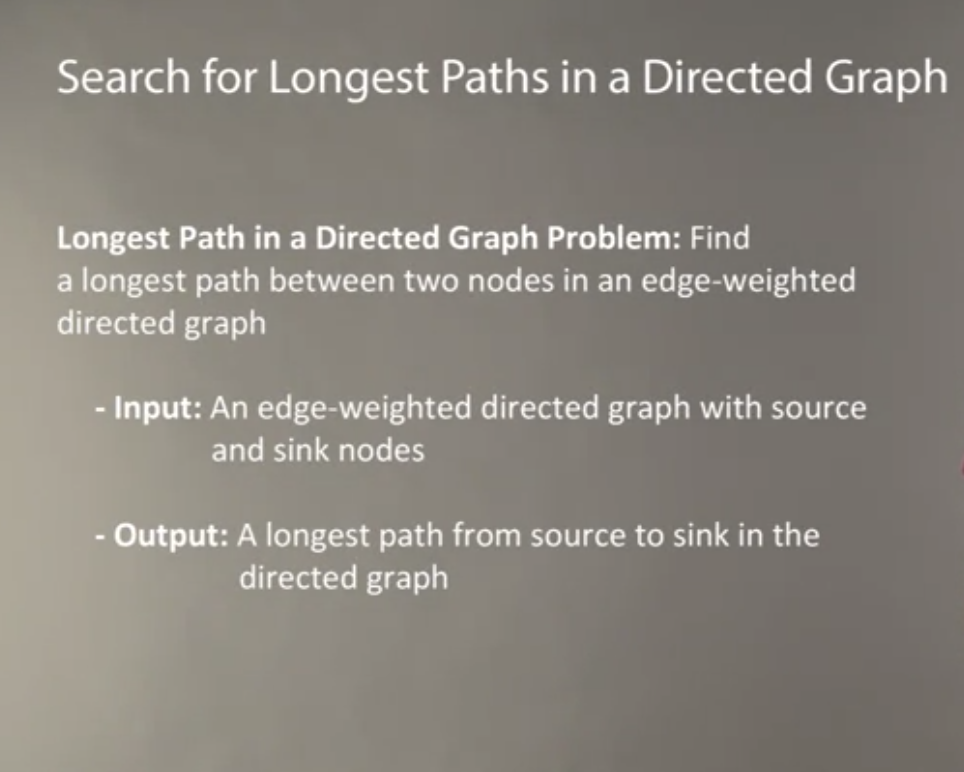 Search for Longest Paths in a Directed Graph
Longest Path in a Directed Graph Problem: Find
a longest path between two nodes in an edge-weighted
directed graph
- Input: An edge-weighted directed graph with source
and sink nodes
- Output: A longest path from source to sink in the
directed graph